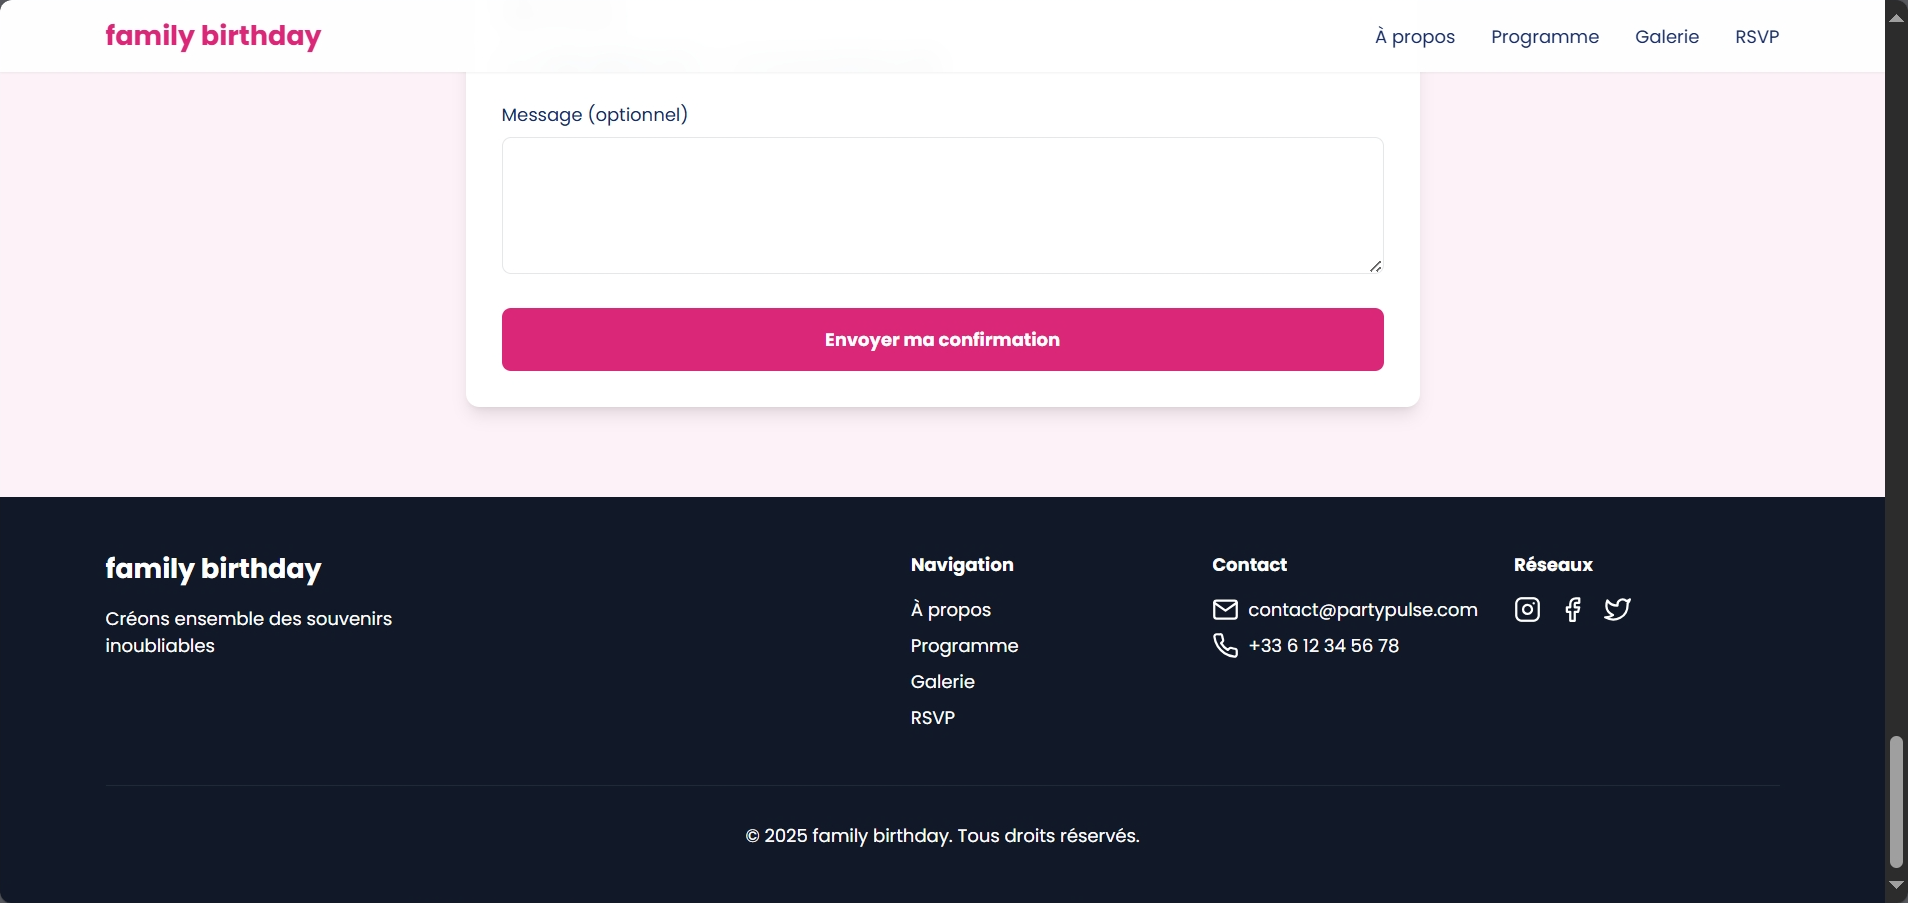 family birthday
À propos
Programme
Galerie
RSVP
Message (optionnel)
Envoyer ma confirmation
family birthday
Créons ensemble des souvenirs
inoubliables
Navigation
À propos
Programme
Galerie
RSVP
Contact
contact@partypulse.com
+33 6 12 34 56 78
Réseaux
© 2025 family birthday. Tous droits réservés.